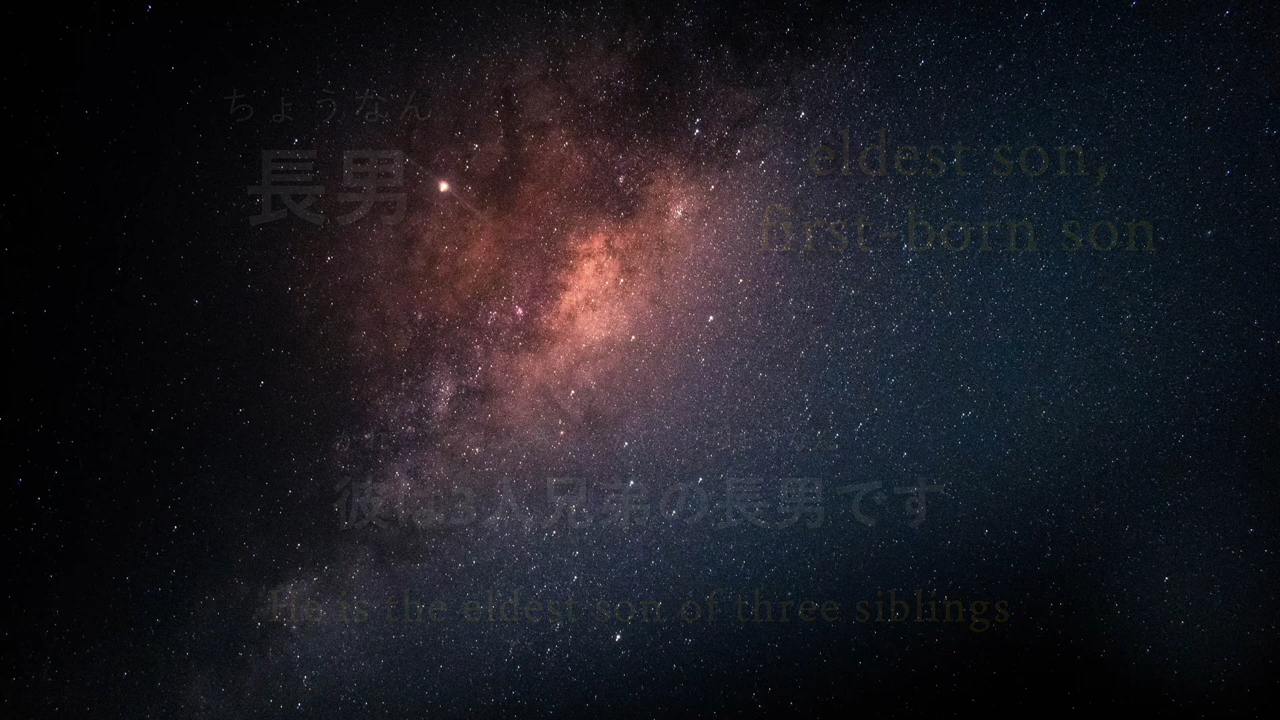 ちょうなん
長男
eldest son,
first-born son
彼は3人兄弟の長男です
He is the eldest son of three siblings